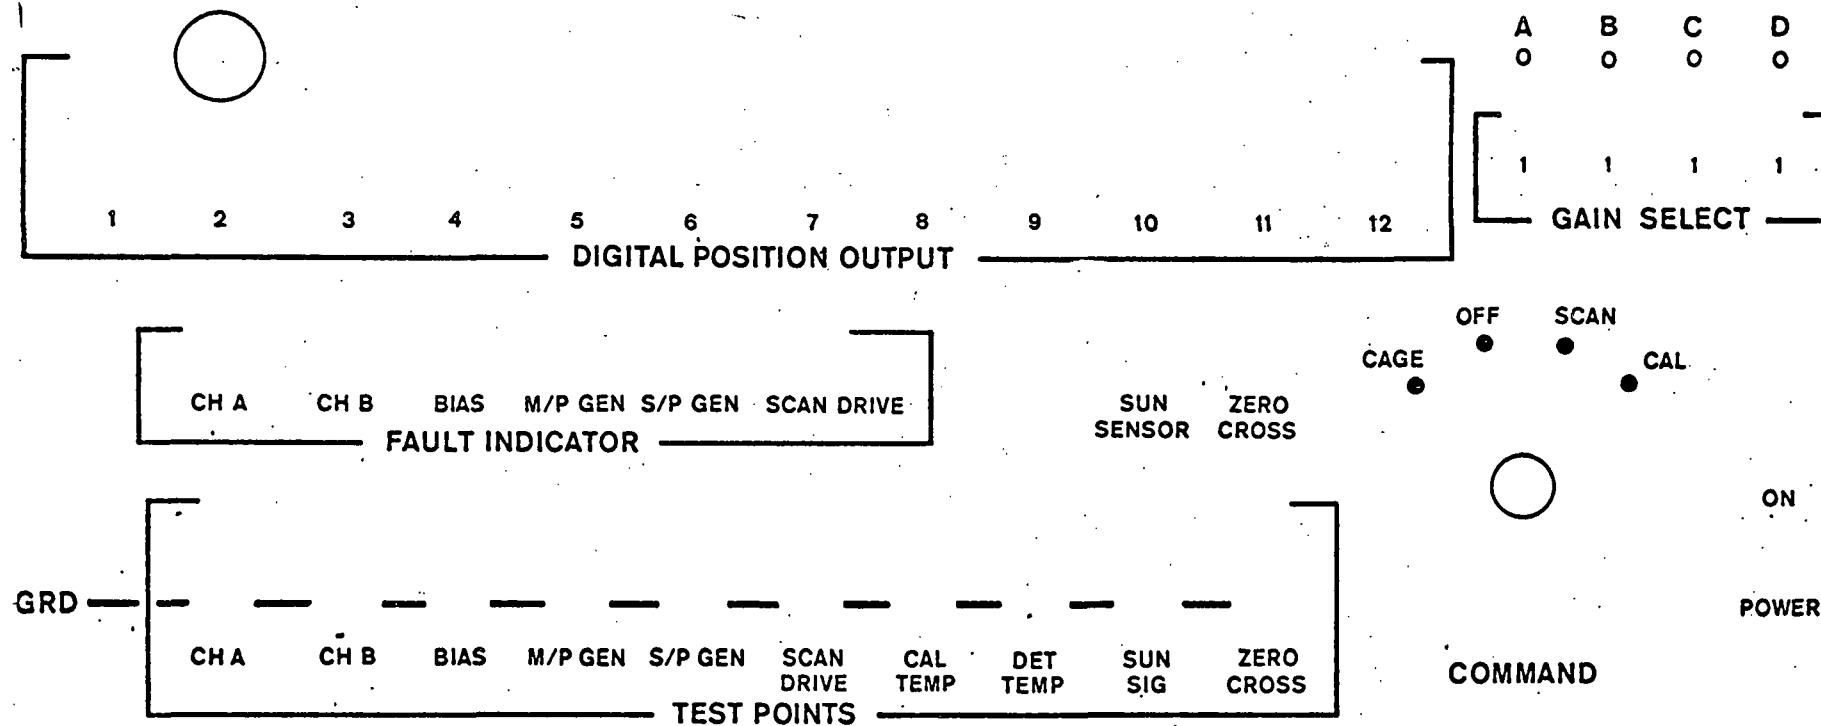 A B C D
O O O O
1 1 1 1
GAIN SELECT
1 2 3 4 5 6 7 8 9 10 11 12
DIGITAL POSITION OUTPUT
OFF SCAN
CAGE CAL
CH A CH B BIAS M/P GEN S/P GEN SCAN DRIVE
FAULT INDICATOR
SUN ZERO
SENSOR CROSS
ON
GRD
POWER
CH A CH B BIAS M/P GEN S/P GEN SCAN CAL DET SUN ZERO
DRIVE TEMP TEMP SIG CROSS
TEST POINTS
COMMAND